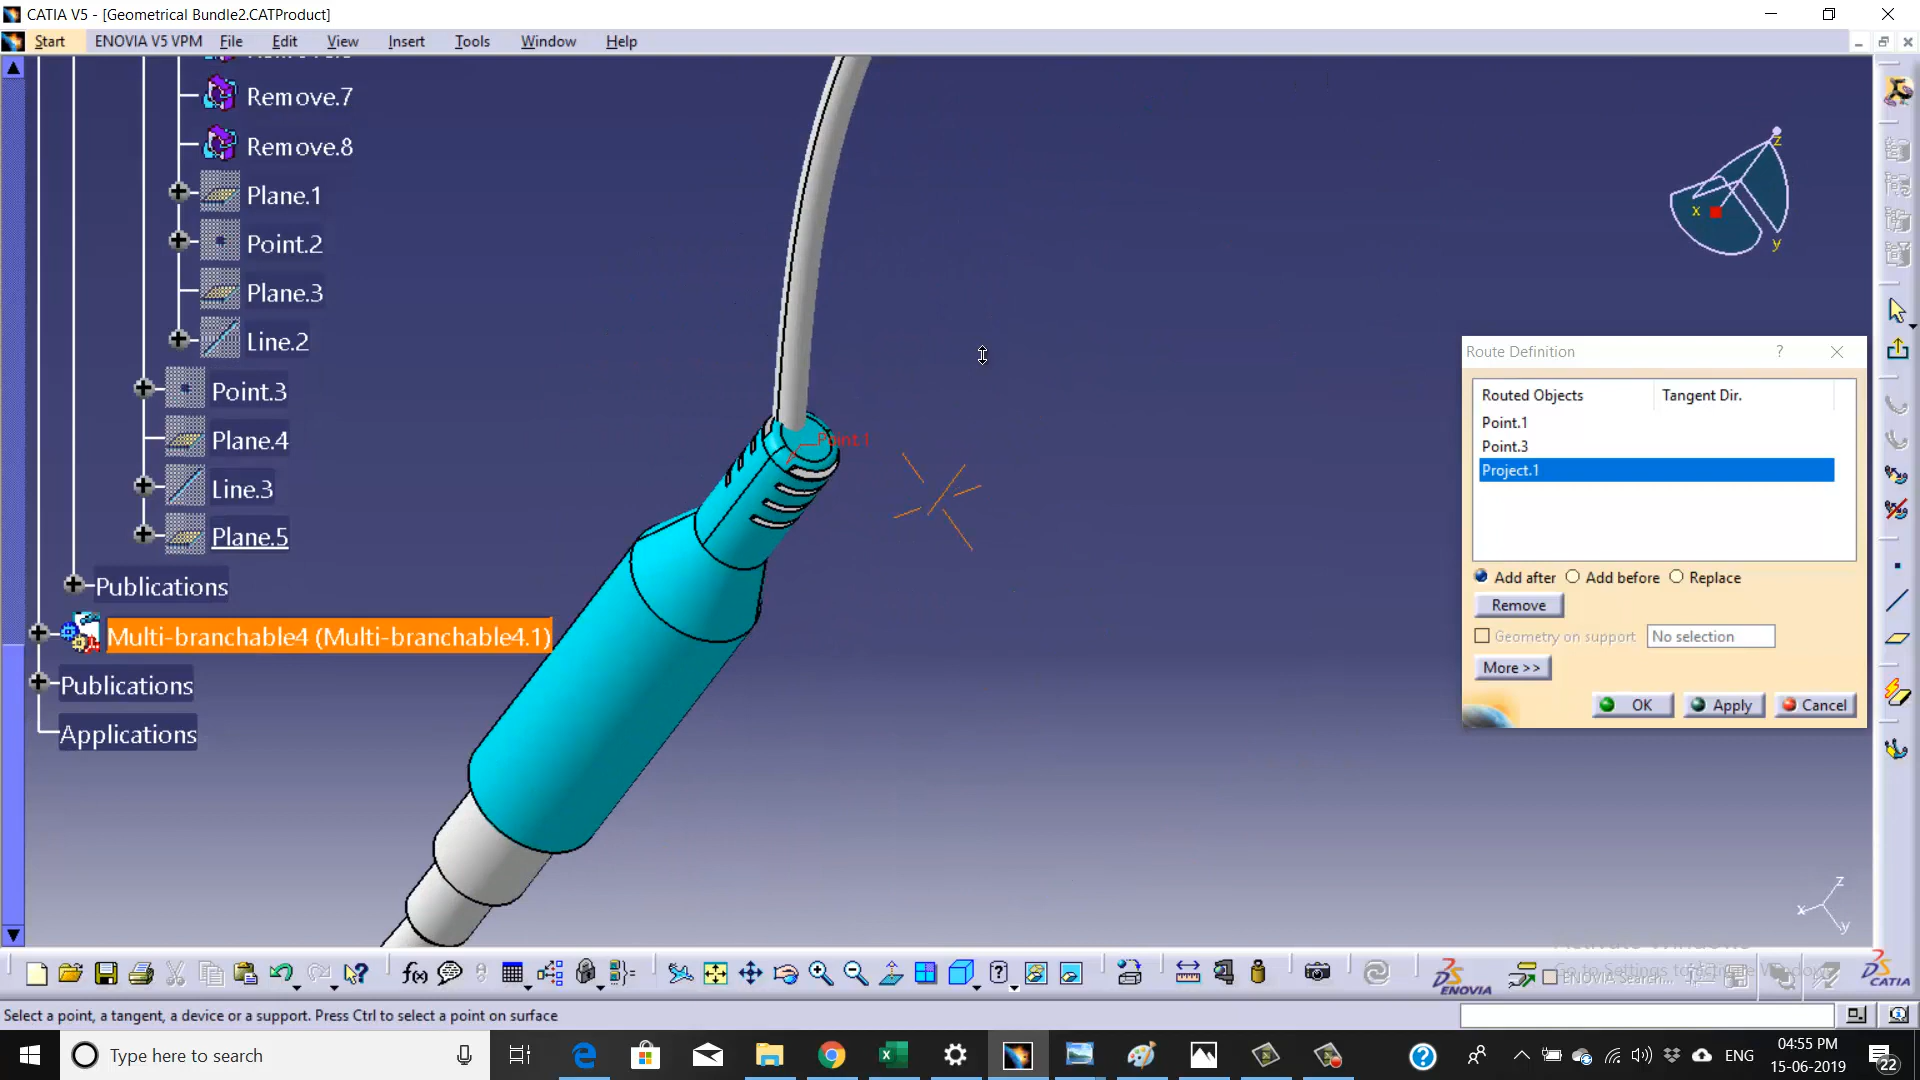 CATIA V5 - [Geometrical Bundle2.CATProduct]
Start ENOVIA V5 VPM File Edit View Insert Tools Window Help
Remove.7
Remove.8
Plane.1
Point.2
Plane.3
Line.2
Point.3
Plane.4
Line.3
Plane.5
Publications
Multi-branchable4 (Multi-branchable4.1)
Publications
Applications
Point.1
z
x
y
Route Definition ?
Routed Objects Tangent Dir.
Point.1
Point.3
Project.1
Add after Add before Replace
Remove
Geometry on support No selection
More >>
OK Apply Cancel
z
x
y
f(x)
ENOVIA
ENOVIA Search...
CATIA
Select a point, a tangent, a device or a support. Press Ctrl to select a point on surface
Type here to search
ENG
04:55 PM
15-06-2019
22